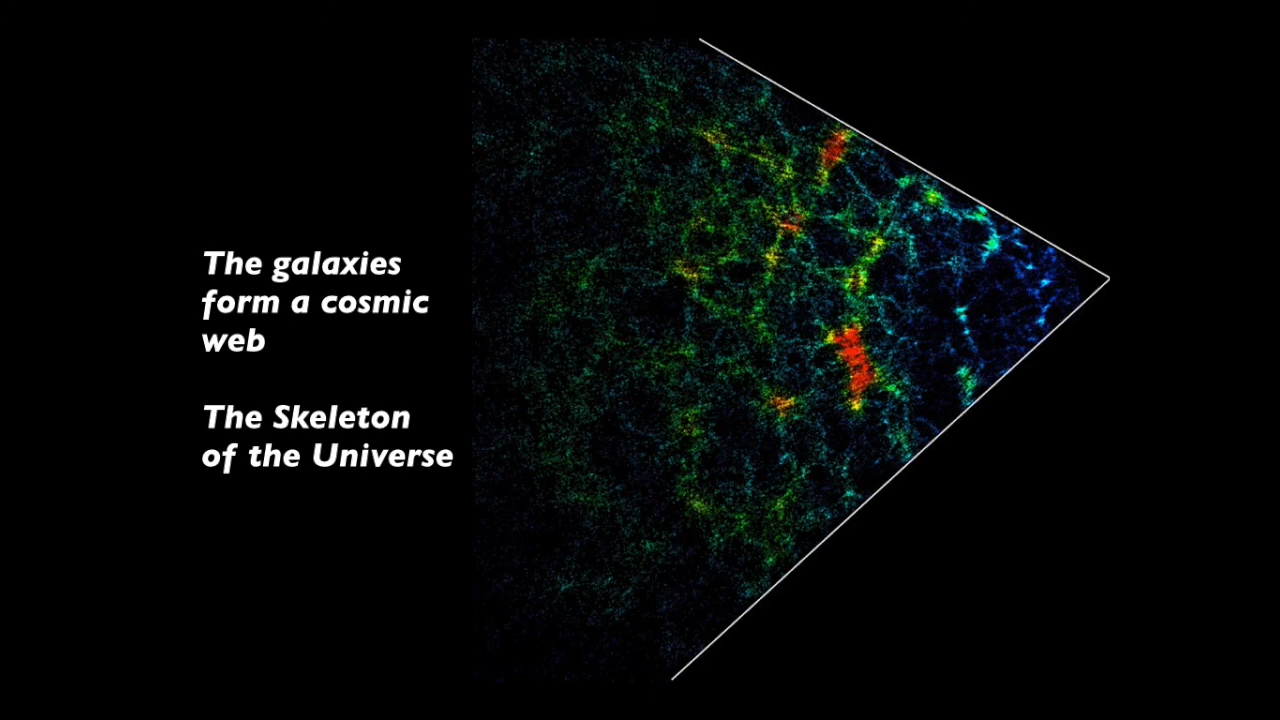 The galaxies
form a cosmic
web
The Skeleton
of the Universe